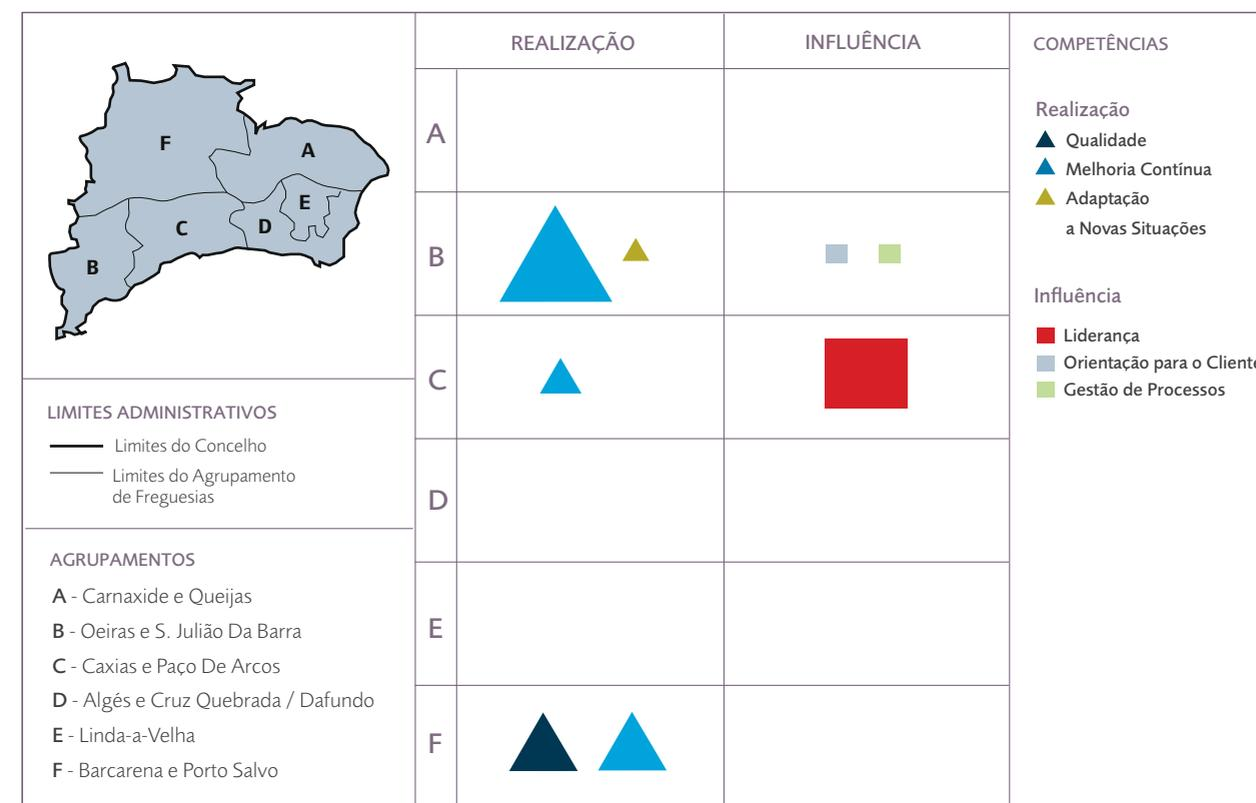 F
A
E
D
C
B
LIMITES ADMINISTRATIVOS
Limites do Concelho
Limites do Agrupamento
de Freguesias
AGRUPAMENTOS
A - Carnaxide e Queijas
B - Oeiras e S. Julião Da Barra
C - Caxias e Paço De Arcos
D - Algés e Cruz Quebrada / Dafundo
E - Linda-a-Velha
F - Barcarena e Porto Salvo
REALIZAÇÃO
INFLUÊNCIA
A
B
C
D
E
F
COMPETÊNCIAS
Realização
Qualidade
Melhoria Contínua
Adaptação
a Novas Situações
Influência
Liderança
Orientação para o Cliente
Gestão de Processos